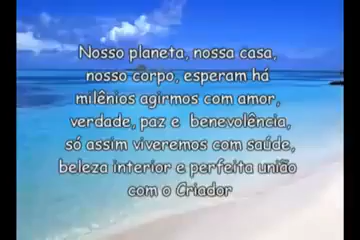 Nosso planeta, nossa casa,
nosso corpo, esperam há
milênios agirmos com amor,
verdade, paz e benevolência,
só assim viveremos com saúde,
beleza interior e perfeita união
com o Criador